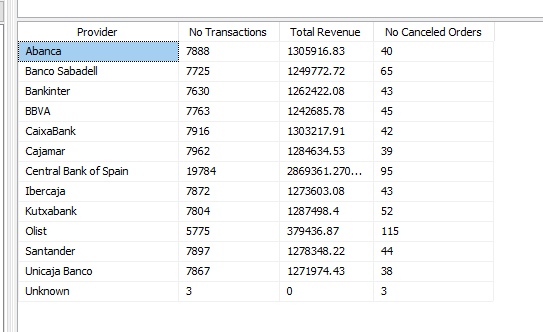 Provider No Transactions Total Revenue No Canceled Orders
Abanca 7888 1305916.83 40
Banco Sabadell 7725 1249772.72 65
Bankinter 7630 1262422.08 43
BBVA 7763 1242685.78 45
CaixaBank 7916 1303217.91 42
Cajamar 7962 1284634.53 39
Central Bank of Spain 19784 2869361.270... 95
Ibercaja 7872 1273603.08 43
Kutxabank 7804 1287498.4 52
Olist 5775 379436.87 115
Santander 7897 1278348.22 44
Unicaja Banco 7867 1271974.43 38
Unknown 3 0 3